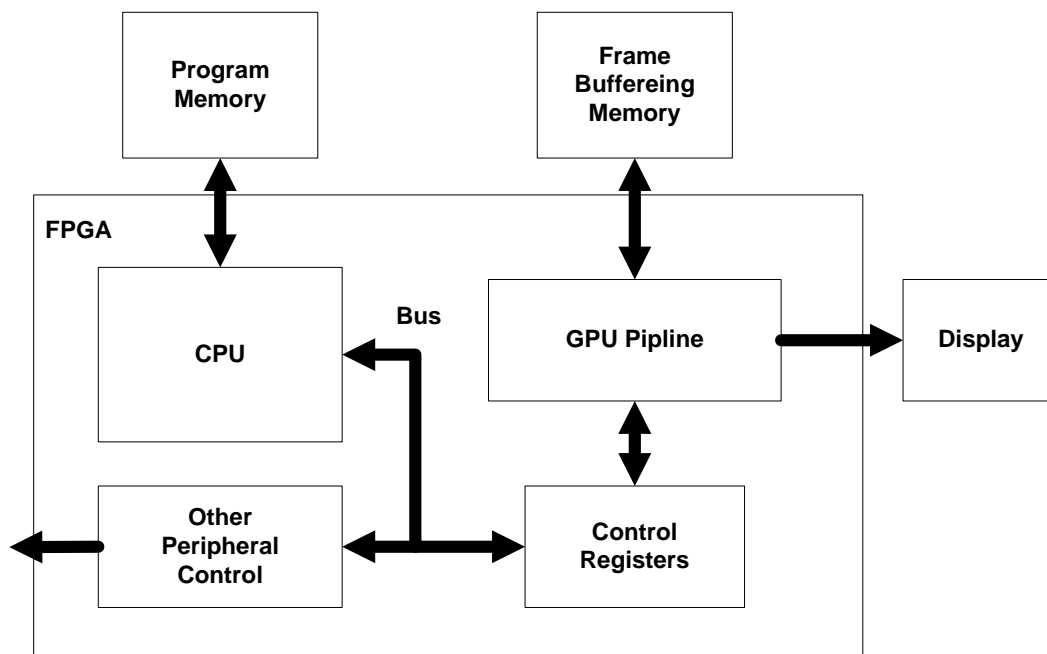 Program
Memory
Frame
Buffereing
Memory
FPGA
CPU
Bus
GPU Pipline
Display
Other
Peripheral
Control
Control
Registers